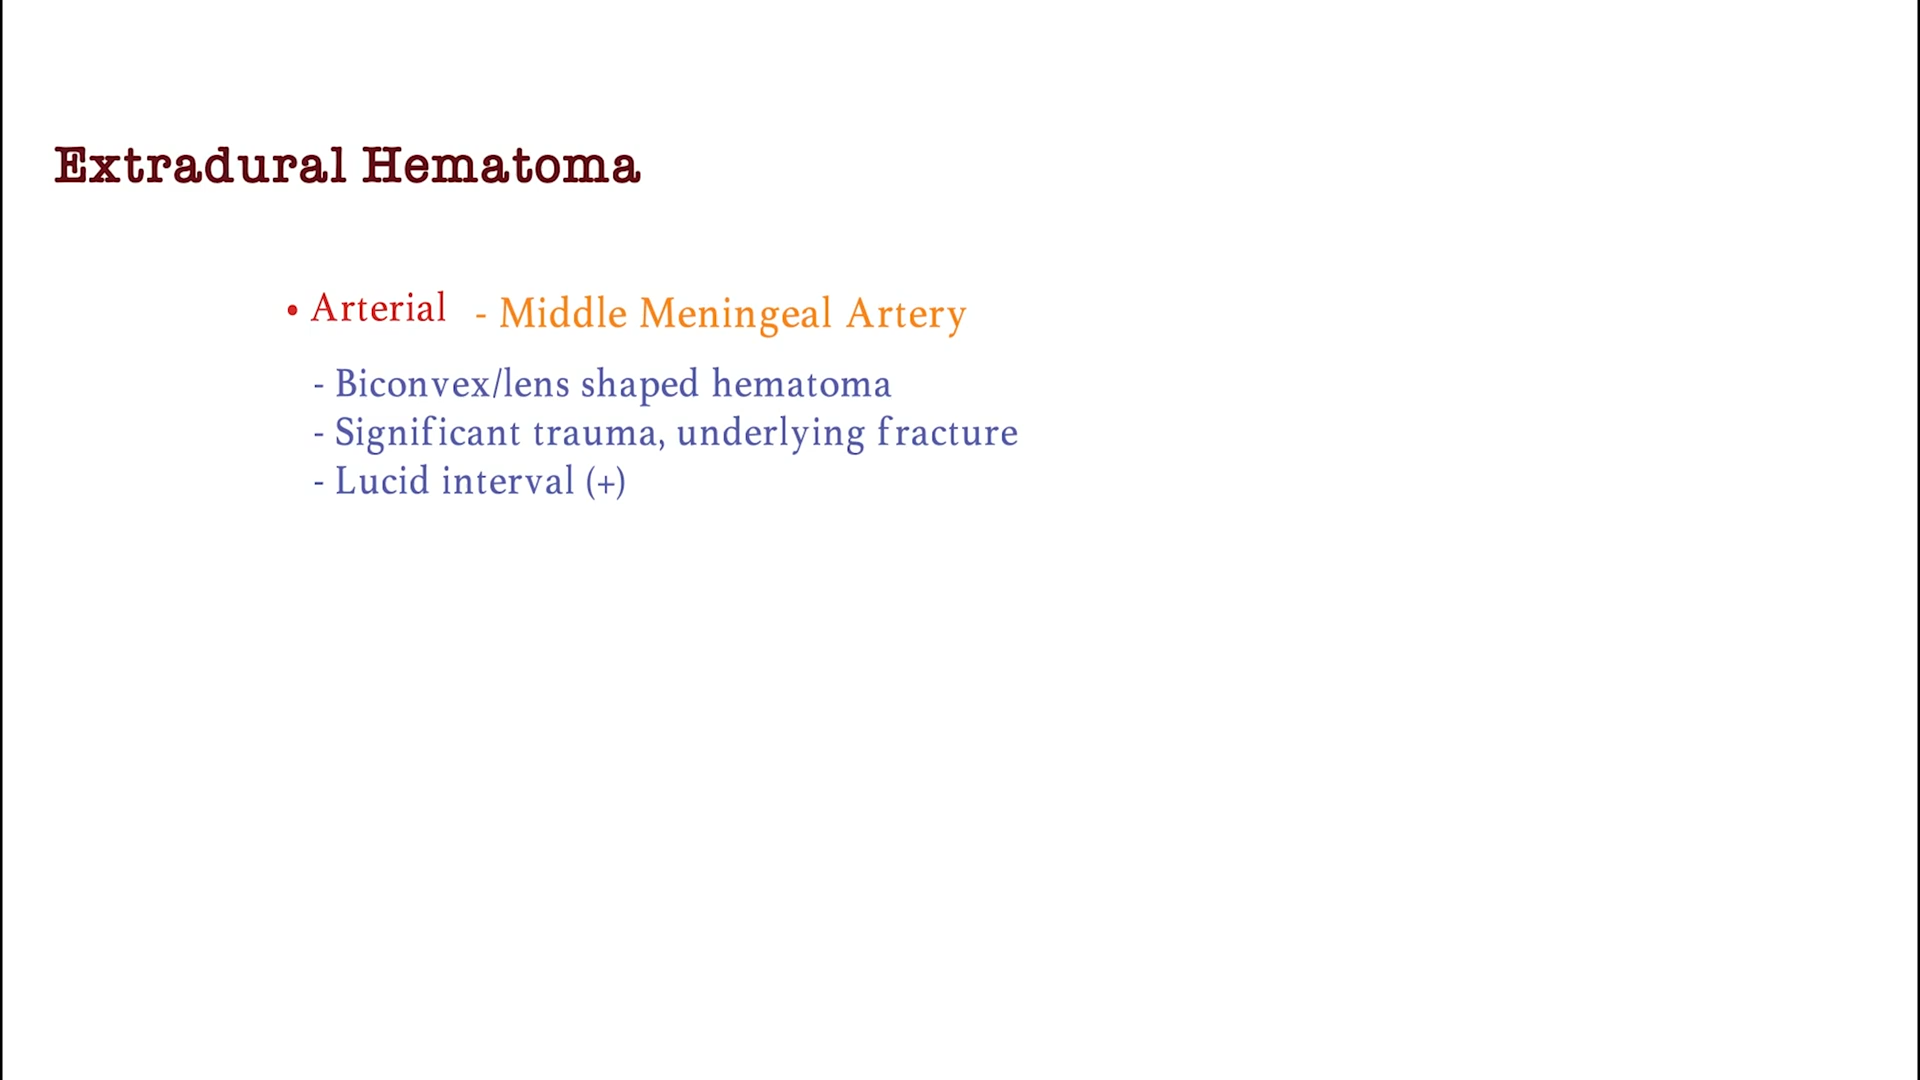 Extradural Hematoma
• Arterial - Middle Meningeal Artery
- Biconvex/lens shaped hematoma
- Significant trauma, underlying fracture
- Lucid interval (+)